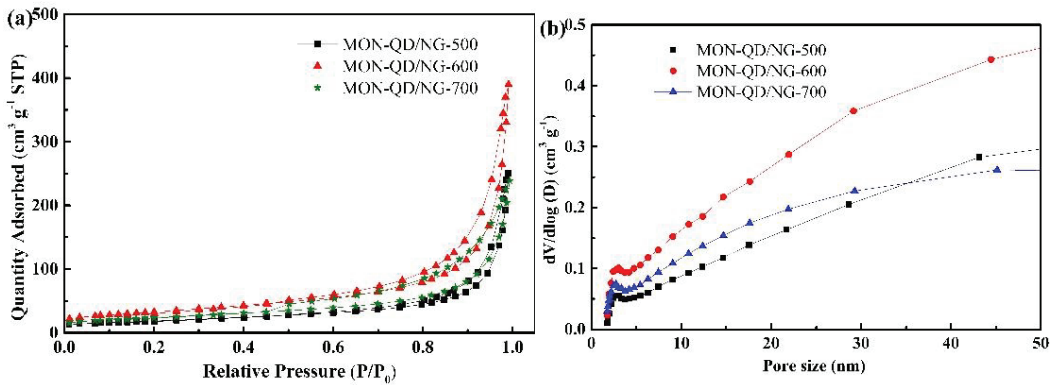 (a)
500
400
300
200
100
0
MON-QD/NG-500
MON-QD/NG-600
MON-QD/NG-700
Quantity Adsorbed (cm³ g⁻¹ STP)
0.0 0.2 0.4 0.6 0.8 1.0
Relative Pressure (P/P₀)
(b)
0.5
0.4
0.3
0.2
0.1
0.0
MON-QD/NG-500
MON-QD/NG-600
MON-QD/NG-700
dV/dlog (D) (cm³ g⁻¹)
0 10 20 30 40 50
Pore size (nm)